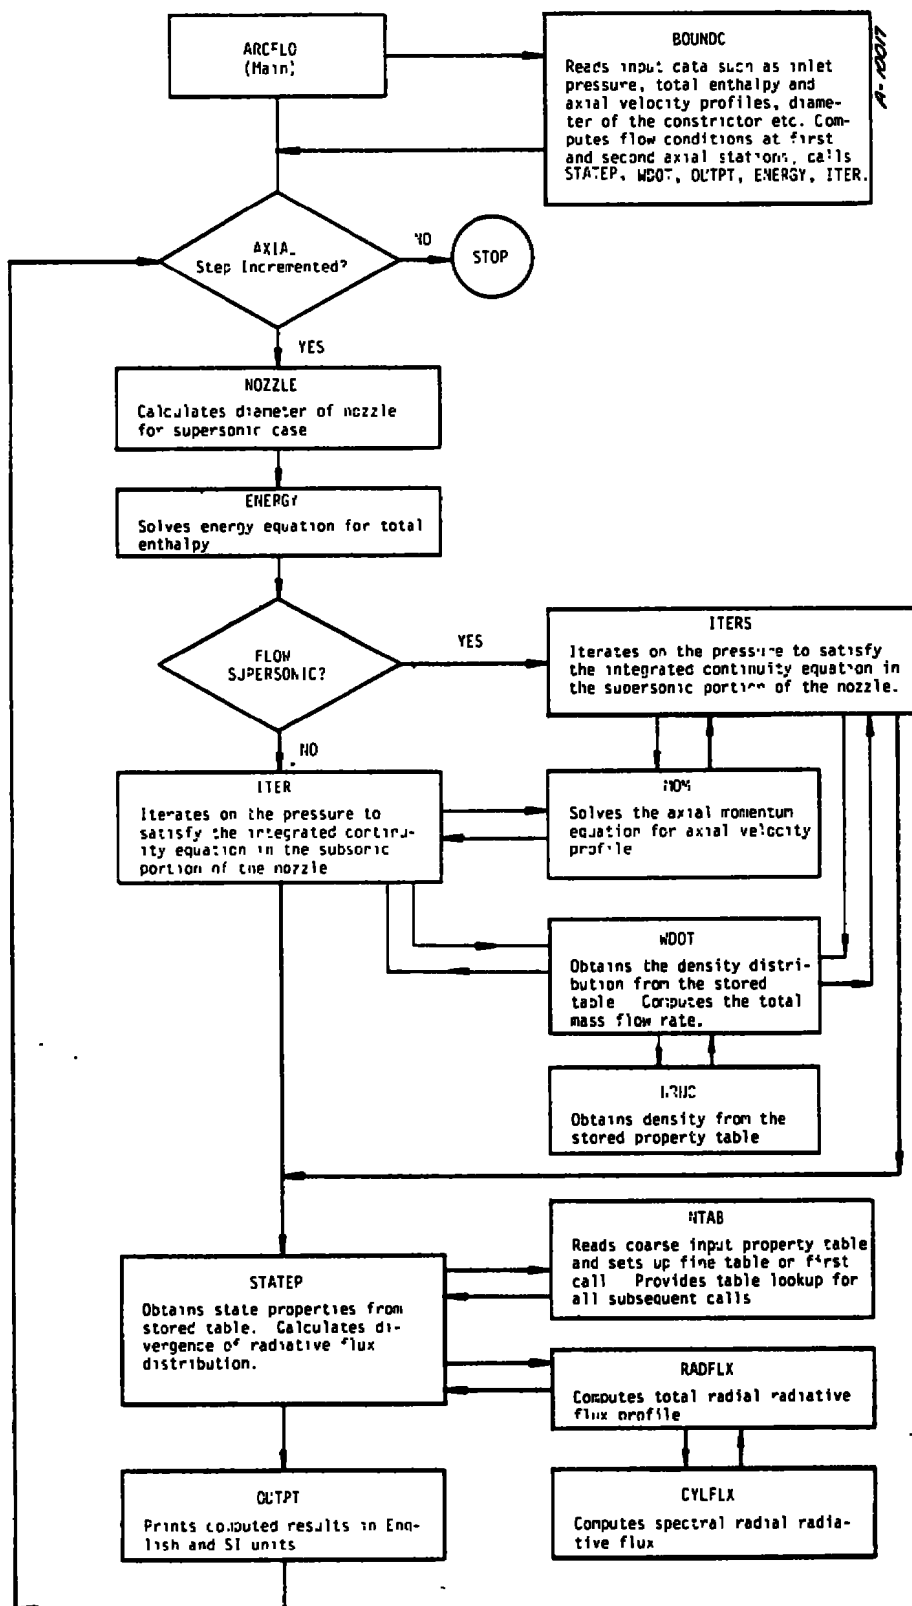 ARCFLO
(Main)
BOUNDC
Reads input data such as inlet
pressure, total enthalpy and
axial velocity profiles, diame-
ter of the constrictor etc. Com-
putes flow conditions at first
and second axial stations, calls
STATEP, WDOT, OUTPT, ENERGY, ITER.
A-10017
AXIAL
Step Incremented?
NO
STOP
YES
NOZZLE
Calculates diameter of nozzle
for supersonic case
ENERGY
Solves energy equation for total
enthalpy
FLOW
SUPERSONIC?
YES
ITERS
Iterates on the pressure to satisfy
the integrated continuity equation in
the supersonic portion of the nozzle.
NO
ITER
Iterates on the pressure to
satisfy the integrated continu-
ity equation in the subsonic
portion of the nozzle
MOM
Solves the axial momentum
equation for axial velocity
profile
WDOT
Obtains the density distri-
bution from the stored
table Computes the total
mass flow rate.
Obtains density from the
stored property table
NTAB
Reads coarse input property table
and sets up fine table or first
call Provides table lookup for
all subsequent calls
STATEP
Obtains state properties from
stored table. Calculates di-
vergence of radiative flux
distribution.
RADFLX
Computes total radial radiative
flux profile
OUTPT
Prints computed results in Eng-
lish and SI units
CYLFLX
Computes spectral radial radia-
tive flux